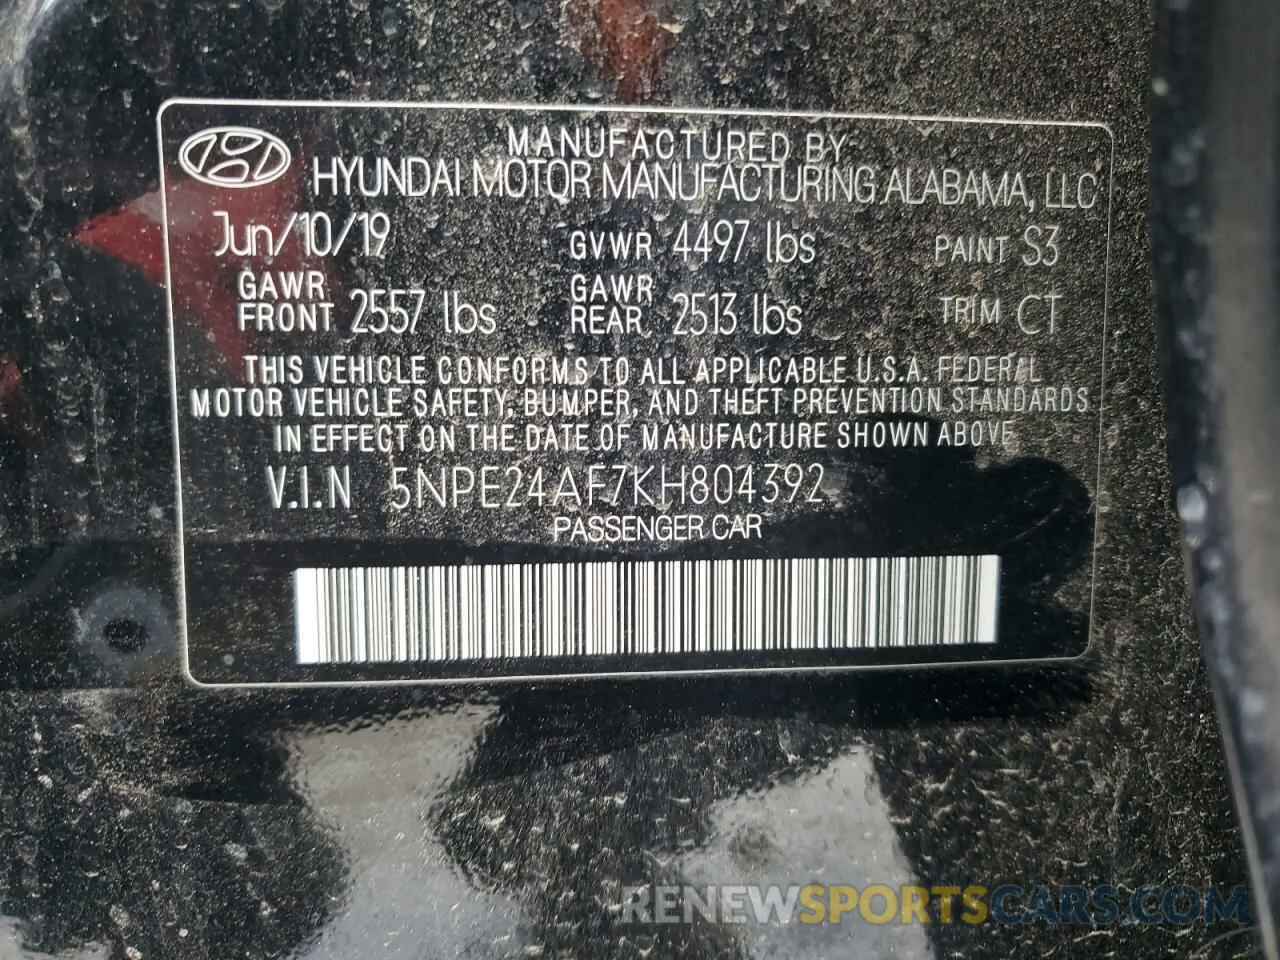 MANUFACTURED BY
HYUNDAI MOTOR MANUFACTURING ALABAMA, LLC
Jun/10/19 GVWR 4497 lbs PAINT S3
GAWR FRONT 2557 lbs GAWR REAR 2513 lbs TRIM CT
THIS VEHICLE CONFORMS TO ALL APPLICABLE U.S.A. FEDERAL
MOTOR VEHICLE SAFETY, BUMPER, AND THEFT PREVENTION STANDARDS
IN EFFECT ON THE DATE OF MANUFACTURE SHOWN ABOVE
V.I.N 5NPE24AF7KH804392
PASSENGER CAR
RENEWSPORTSCARS.COM